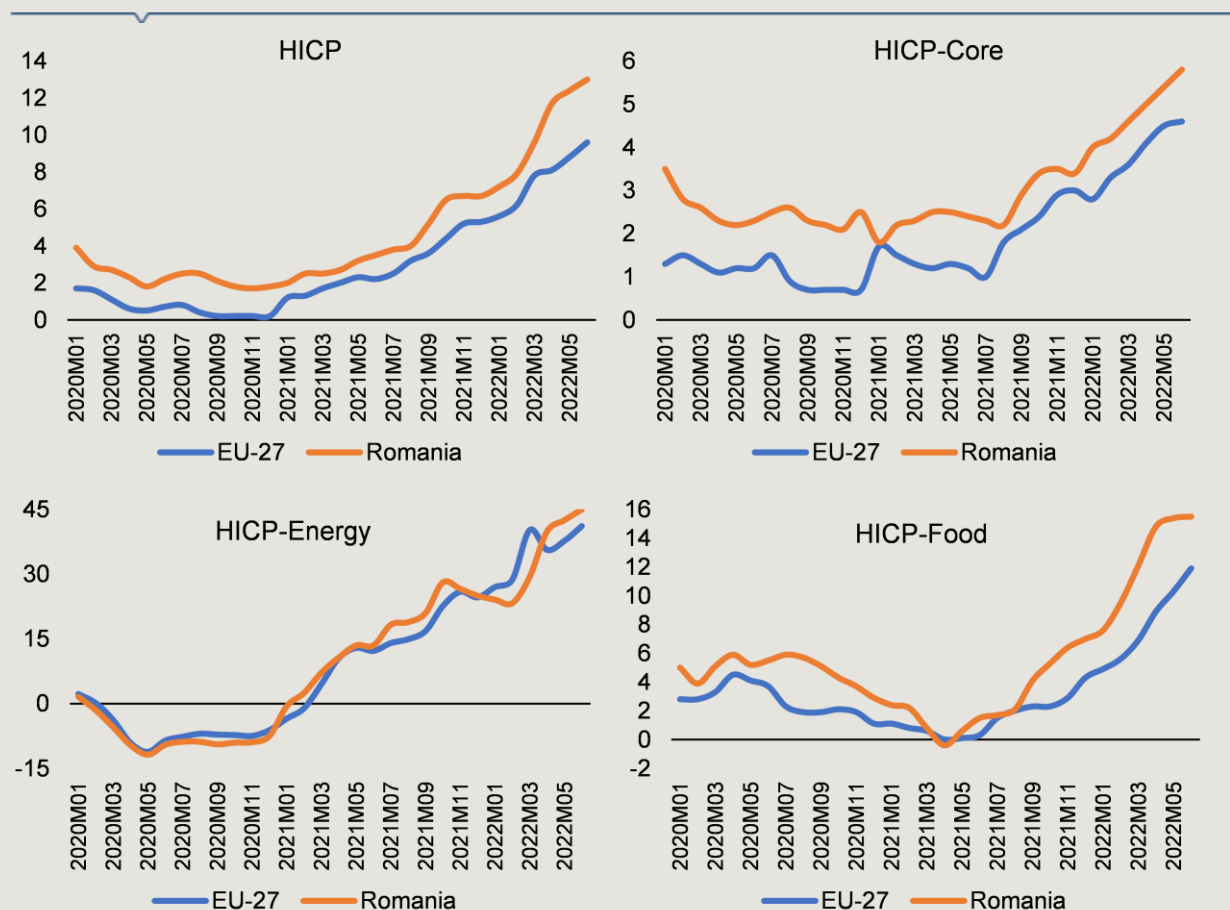 HICP
14
12
10
8
6
4
2
0
2020M01
2020M03
2020M05
2020M07
2020M09
2020M11
2021M01
2021M03
2021M05
2021M07
2021M09
2021M11
2022M01
2022M03
2022M05
EU-27 Romania
HICP-Core
6
5
4
3
2
1
0
2020M01
2020M03
2020M05
2020M07
2020M09
2020M11
2021M01
2021M03
2021M05
2021M07
2021M09
2021M11
2022M01
2022M03
2022M05
EU-27 Romania
HICP-Energy
45
30
15
0
-15
2020M01
2020M03
2020M05
2020M07
2020M09
2020M11
2021M01
2021M03
2021M05
2021M07
2021M09
2021M11
2022M01
2022M03
2022M05
EU-27 Romania
HICP-Food
16
14
12
10
8
6
4
2
0
-2
2020M01
2020M03
2020M05
2020M07
2020M09
2020M11
2021M01
2021M03
2021M05
2021M07
2021M09
2021M11
2022M01
2022M03
2022M05
EU-27 Romania